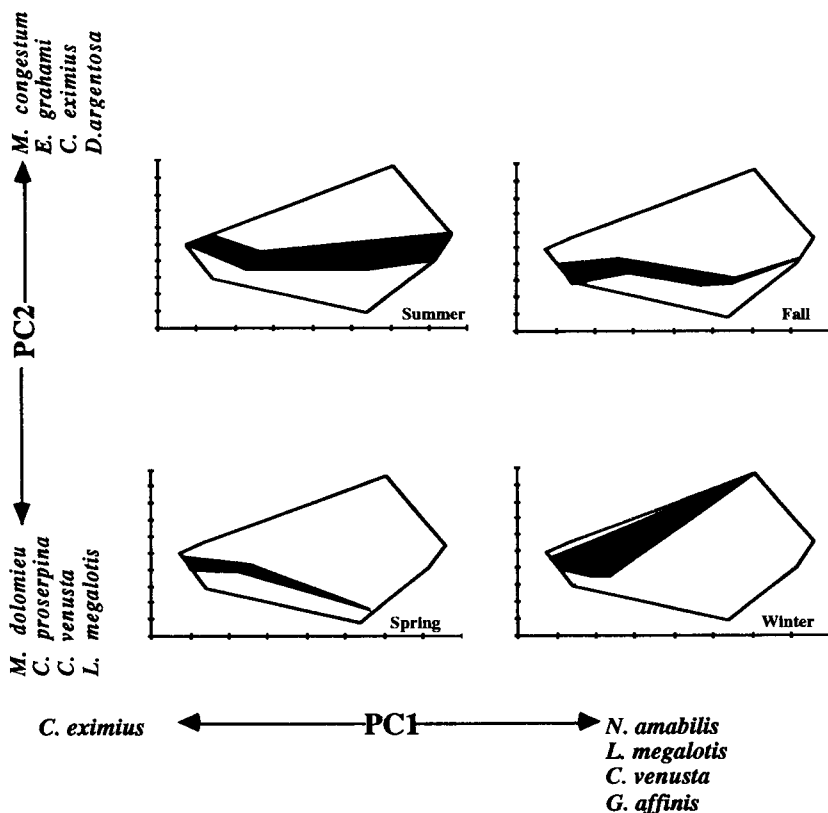 M. congestum
E. grahami
C. eximius
D.argentosa
PC2
M. dolomieu
C. proserpina
C. venusta
L. megalotis
Summer
Fall
Spring
Winter
C. eximius
PC1
N. amabilis
L. megalotis
C. venusta
G. affinis